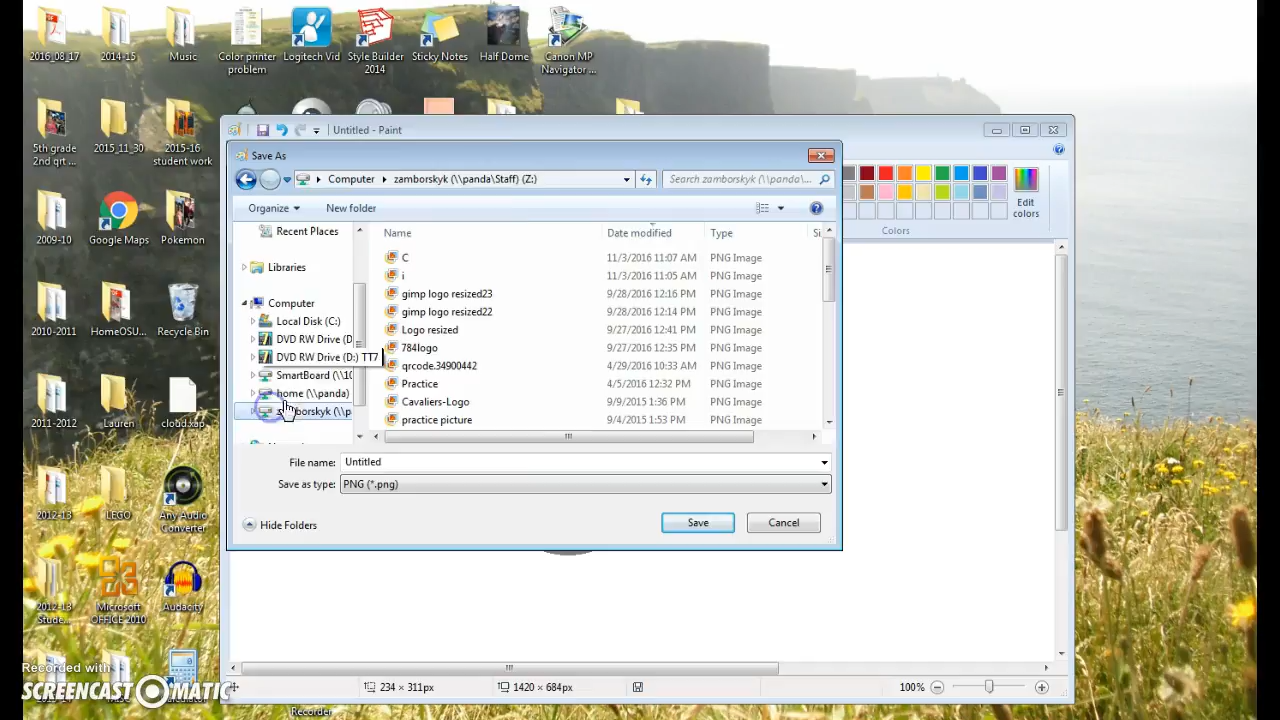 2016_08_17
2014-15
Music
Color printer
problem
Logitech Vid
Style Builder
2014
Sticky Notes
Half Dome
Canon MP
Navigator ...
5th grade
2nd qrt ...
2015_11_30
2015-16
student work
2009-10
Google Maps
Pokemon
2010-2011
HomeOSU...
Recycle Bin
2011-2012
Lauren
cloud.xap
2012-13
LEGO
Any Audio
Converter
2012-13
Stude...
Microsoft
OFFICE 2010
Audacity
Recorded with
SCREENCAST MATIC
Recorder
Untitled - Paint
Edit
colors
Colors
Save As
Computer
zamborskyk (\\panda\Staff) (Z:)
Search zamborskyk (\\panda\...
Organize
New folder
Recent Places
Libraries
Computer
Local Disk (C:)
DVD RW Drive (D
DVD RW Drive (D:) TT7
SmartBoard (\\10
home (\\panda)
Name Date modified Type Si
C 11/3/2016 11:07 AM PNG Image
i 11/3/2016 11:05 AM PNG Image
gimp logo resized23 9/28/2016 12:16 PM PNG Image
gimp logo resized22 9/28/2016 12:14 PM PNG Image
Logo resized 9/27/2016 12:41 PM PNG Image
784logo 9/27/2016 12:35 PM PNG Image
qrcode.34900442 4/29/2016 10:33 AM PNG Image
Practice 4/5/2016 12:32 PM PNG Image
Cavaliers-Logo 9/9/2015 1:36 PM PNG Image
practice picture 9/4/2015 1:53 PM PNG Image
File name: Untitled
Save as type: PNG (*.png)
Hide Folders
Save
Cancel
234 × 311px
1420 × 684px
100%